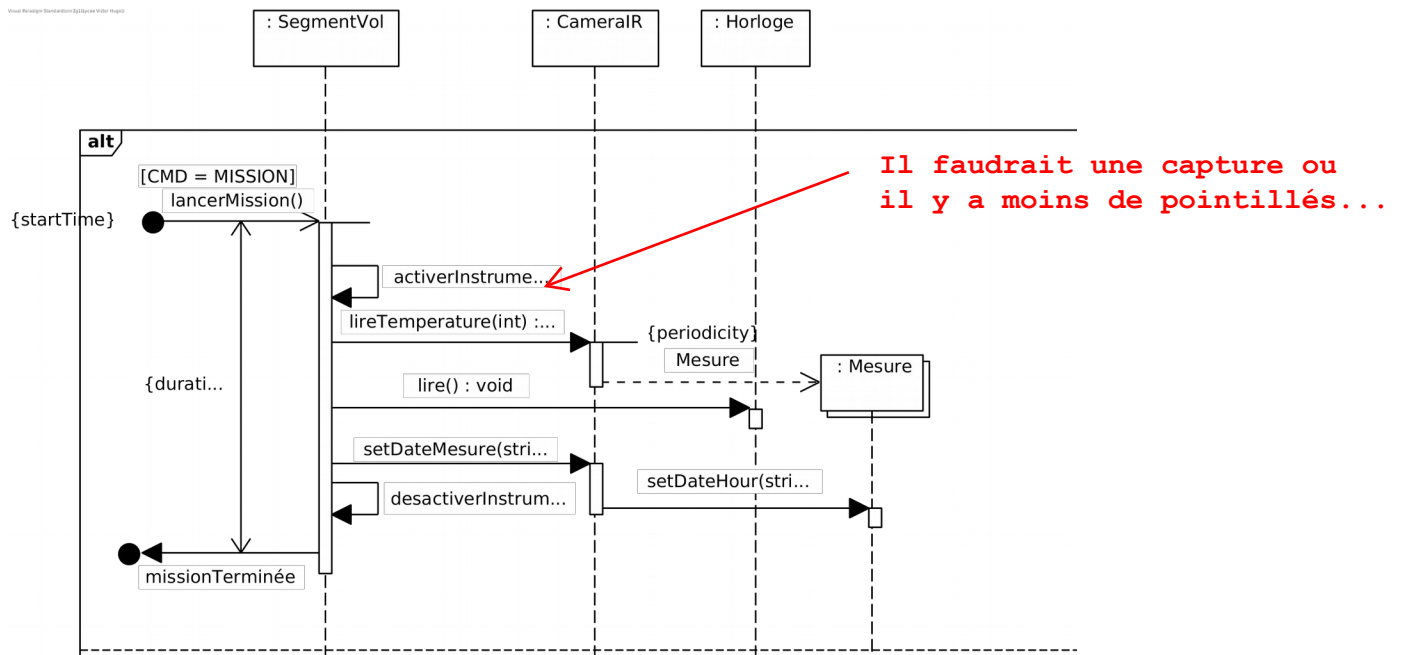 : SegmentVol
: CameraIR
: Horloge
alt
[CMD = MISSION]
lancerMission()
{startTime}
Il faudrait une capture ou
il y a moins de pointillés...
activerInstrume...
lireTemperature(int) :...
{periodicity}
Mesure
: Mesure
{durati...
lire() : void
setDateMesure(stri...
setDateHour(stri...
desactiverInstrum...
missionTerminée